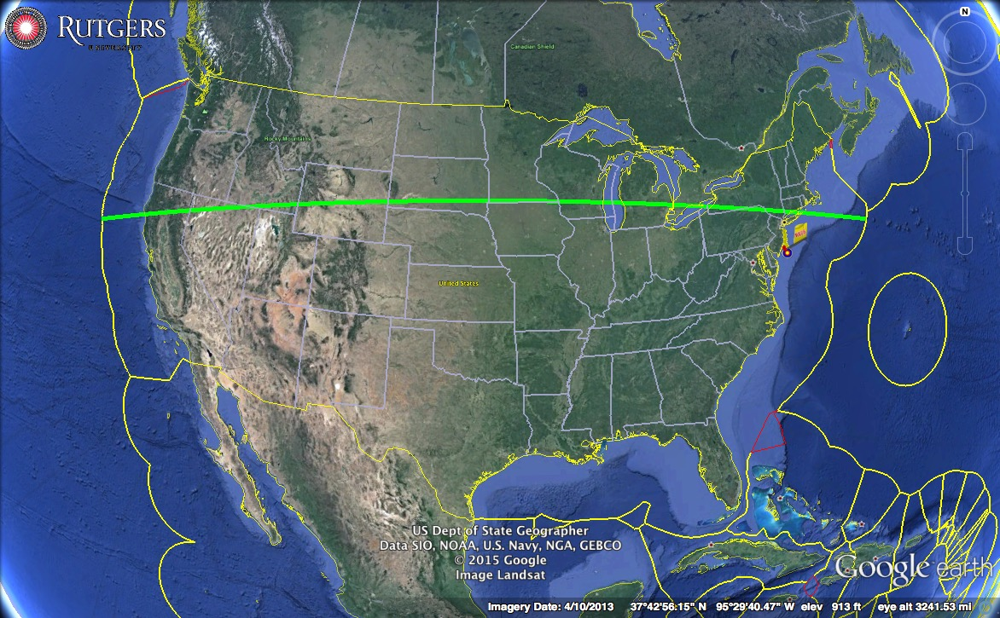 RUTGERS
UNIVERSITY
N
Canadian Shield
Rocky Mountains
United States
US Dept of State Geographer
Data SIO, NOAA, U.S. Navy, NGA, GEBCO
© 2015 Google
Image Landsat
Google earth
Imagery Date: 4/10/2013 37°42'56.15" N 95°29'40.47" W elev 913 ft eye alt 3241.53 mi